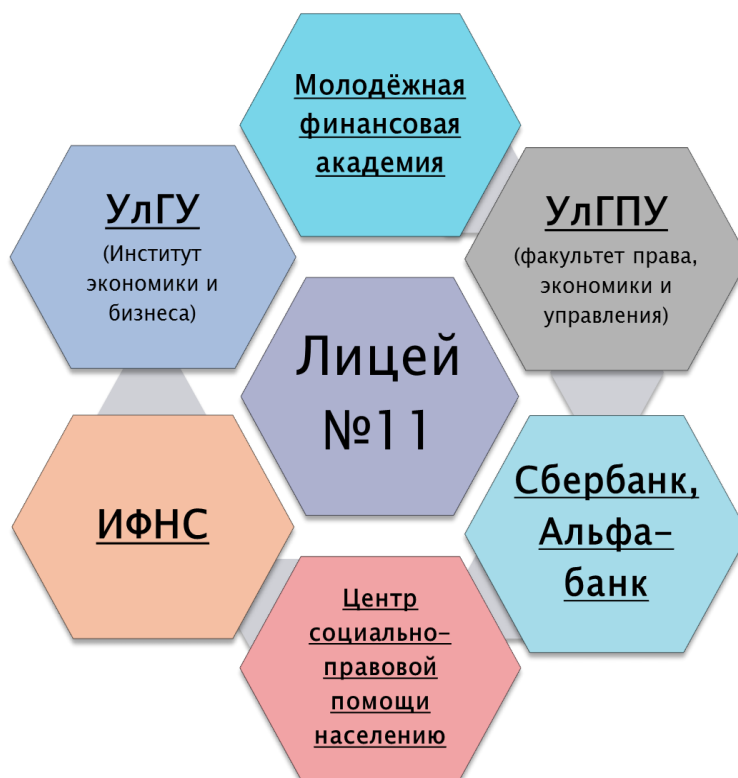 Молодёжная
финансовая
академия
УлГУ
(Институт
экономики и
бизнеса)
УлГПУ
(факультет права,
экономики и
управления)
Лицей
№11
ИФНС
Сбербанк,
Альфа-
банк
Центр
социально-
правовой
помощи
населению